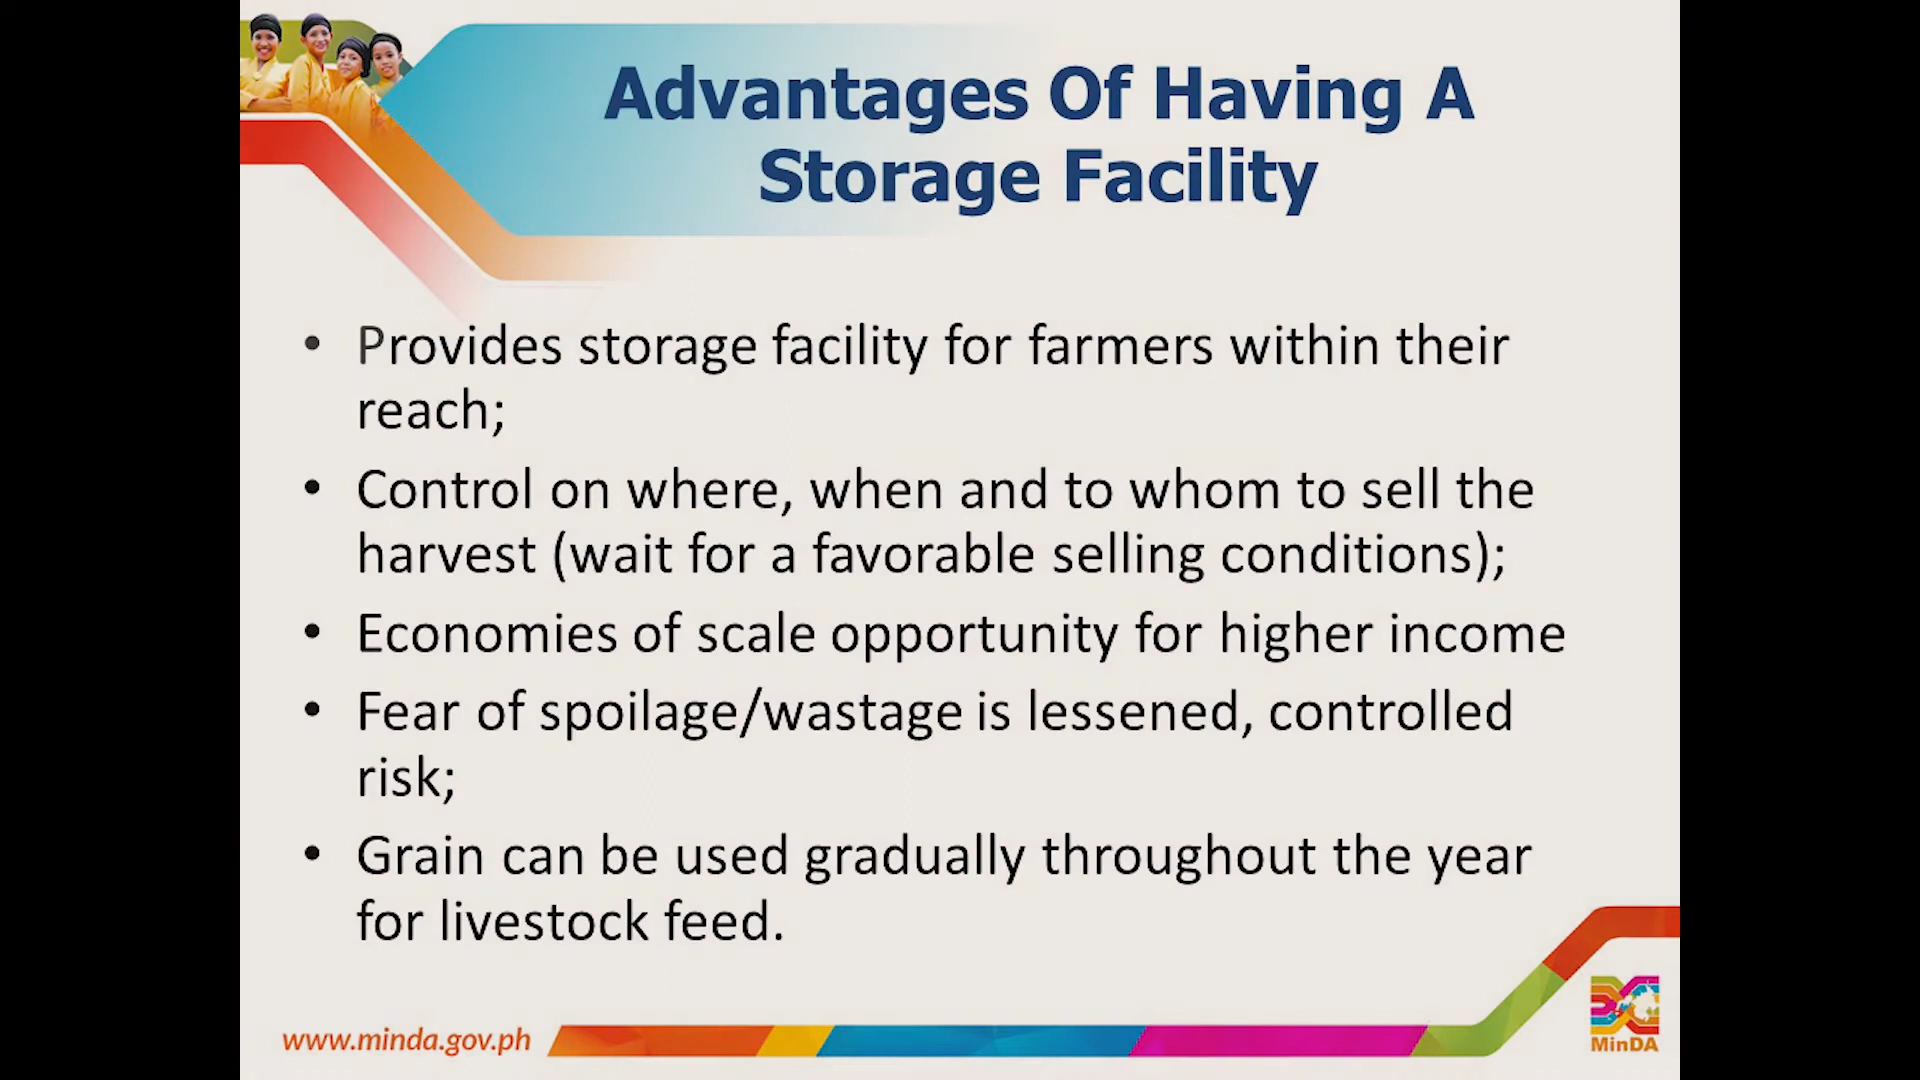 Advantages Of Having A
Storage Facility
• Provides storage facility for farmers within their
reach;
• Control on where, when and to whom to sell the
harvest (wait for a favorable selling conditions);
• Economies of scale opportunity for higher income
• Fear of spoilage/wastage is lessened, controlled
risk;
• Grain can be used gradually throughout the year
for livestock feed.
www.minda.gov.ph
MinDA